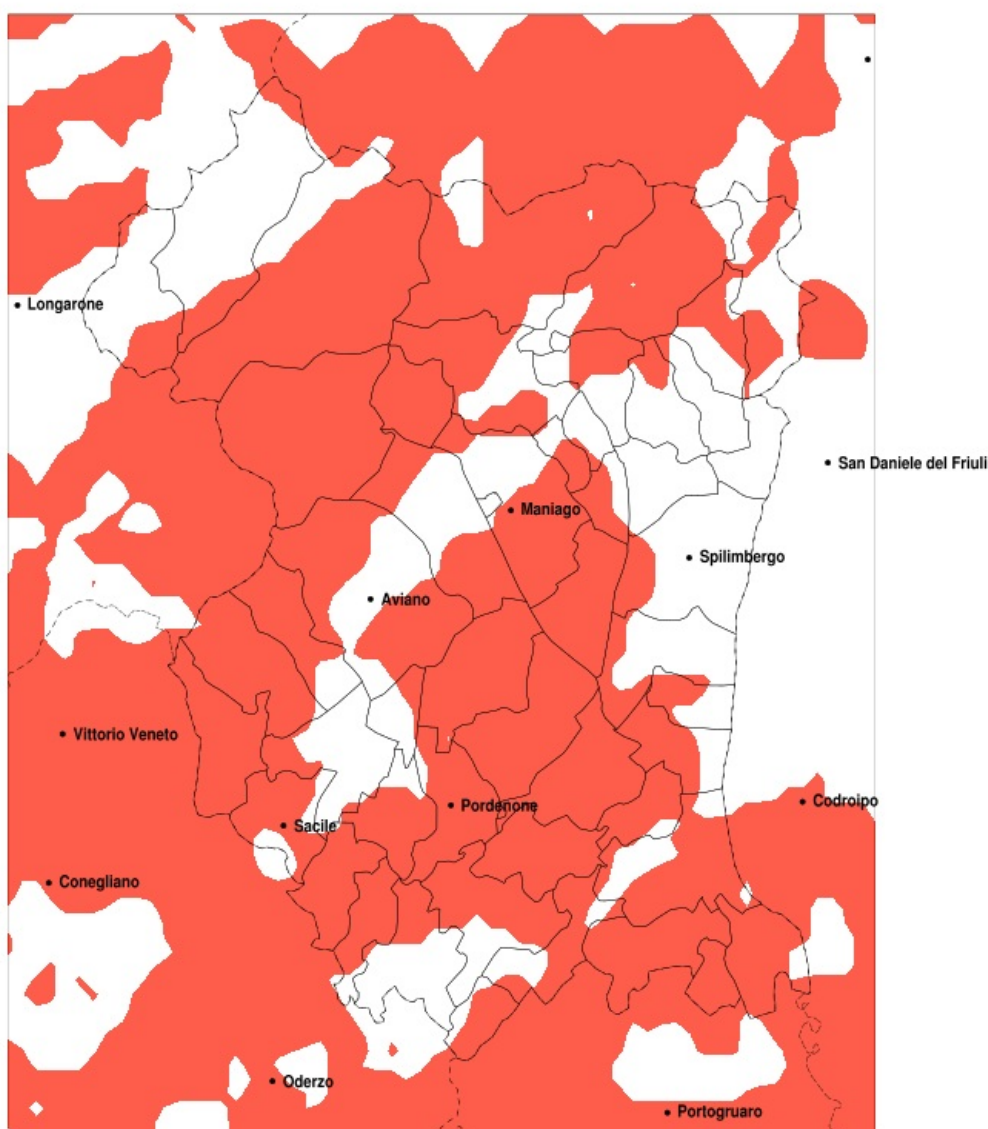 Longarone
San Daniele del Friuli
Maniago
Spilimbergo
Aviano
Vittorio Veneto
Codroipo
Pordenone
Sacile
Conegliano
Oderzo
Portogruaro